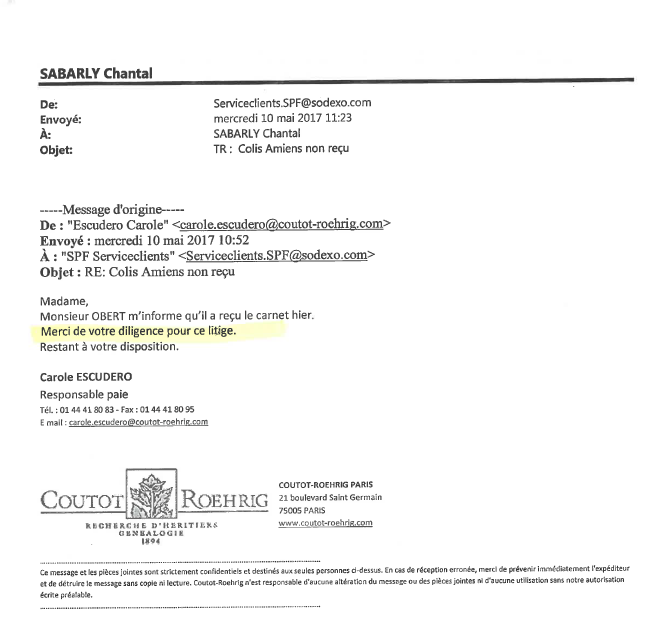 SABARLY Chantal
De: Serviceclients.SPF@sodexo.com
Envoyé: mercredi 10 mai 2017 11:23
À: SABARLY Chantal
Objet: TR : Colis Amiens non reçu
-----Message d'origine-----
De : "Escudero Carole" <carole.escudero@coutot-roehrig.com>
Envoyé : mercredi 10 mai 2017 10:52
À : "SPF Serviceclients" <Serviceclients.SPF@sodexo.com>
Objet : RE: Colis Amiens non reçu
Madame,
Monsieur OBERT m'informe qu'il a reçu le carnet hier.
Merci de votre diligence pour ce litige.
Restant à votre disposition.
Carole ESCUDERO
Responsable paie
Tél. : 01 44 41 80 83 - Fax : 01 44 41 80 95
E mail : carole.escudero@coutot-roehrig.com
COUTOT ROEHRIG
RECHERCHE D'HERITIERS
GENEALOGIE
1894
COUTOT-ROEHRIG PARIS
21 boulevard Saint Germain
75005 PARIS
www.coutot-roehrig.com
Ce message et les pièces jointes sont strictement confidentiels et destinés aux seules personnes ci-dessus. En cas de réception erronée, merci de prévenir immédiatement l'expéditeur
et de détruire le message sans copie ni lecture. Coutot-Roehrig n'est responsable d'aucune altération du message ou des pièces jointes ni d'aucune utilisation sans notre autorisation
écrite préalable.